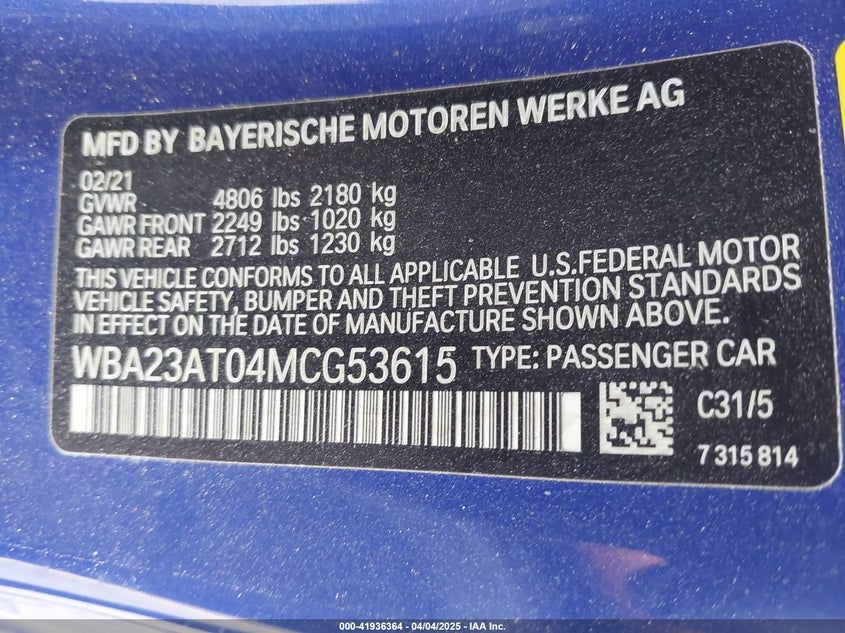 MFD BY BAYERISCHE MOTOREN WERKE AG
02/21
GVWR 4806 lbs 2180 kg
GAWR FRONT 2249 lbs 1020 kg
GAWR REAR 2712 lbs 1230 kg
THIS VEHICLE CONFORMS TO ALL APPLICABLE U.S.FEDERAL MOTOR
VEHICLE SAFETY, BUMPER AND THEFT PREVENTION STANDARDS
IN EFFECT ON THE DATE OF MANUFACTURE SHOWN ABOVE.
WBA23AT04MCG53615 TYPE: PASSENGER CAR
C31/5
7 315 814
000-41936364 - 04/04/2025 - IAA Inc.